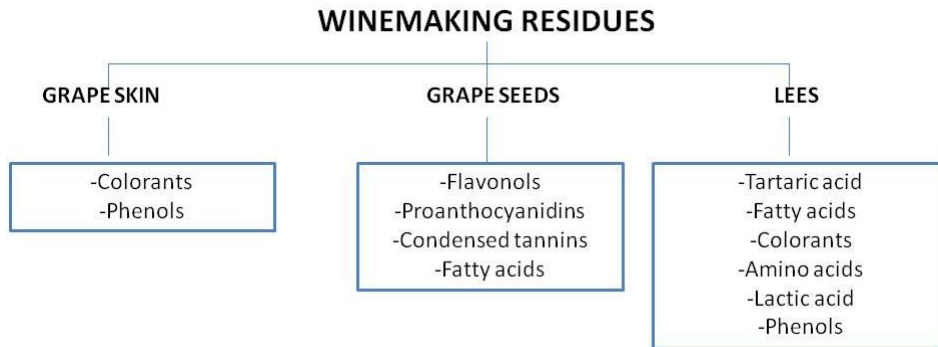 WINEMAKING RESIDUES
GRAPE SKIN
-Colorants
-Phenols
GRAPE SEEDS
-Flavonols
-Proanthocyanidins
-Condensed tannins
-Fatty acids
LEES
-Tartaric acid
-Fatty acids
-Colorants
-Amino acids
-Lactic acid
-Phenols